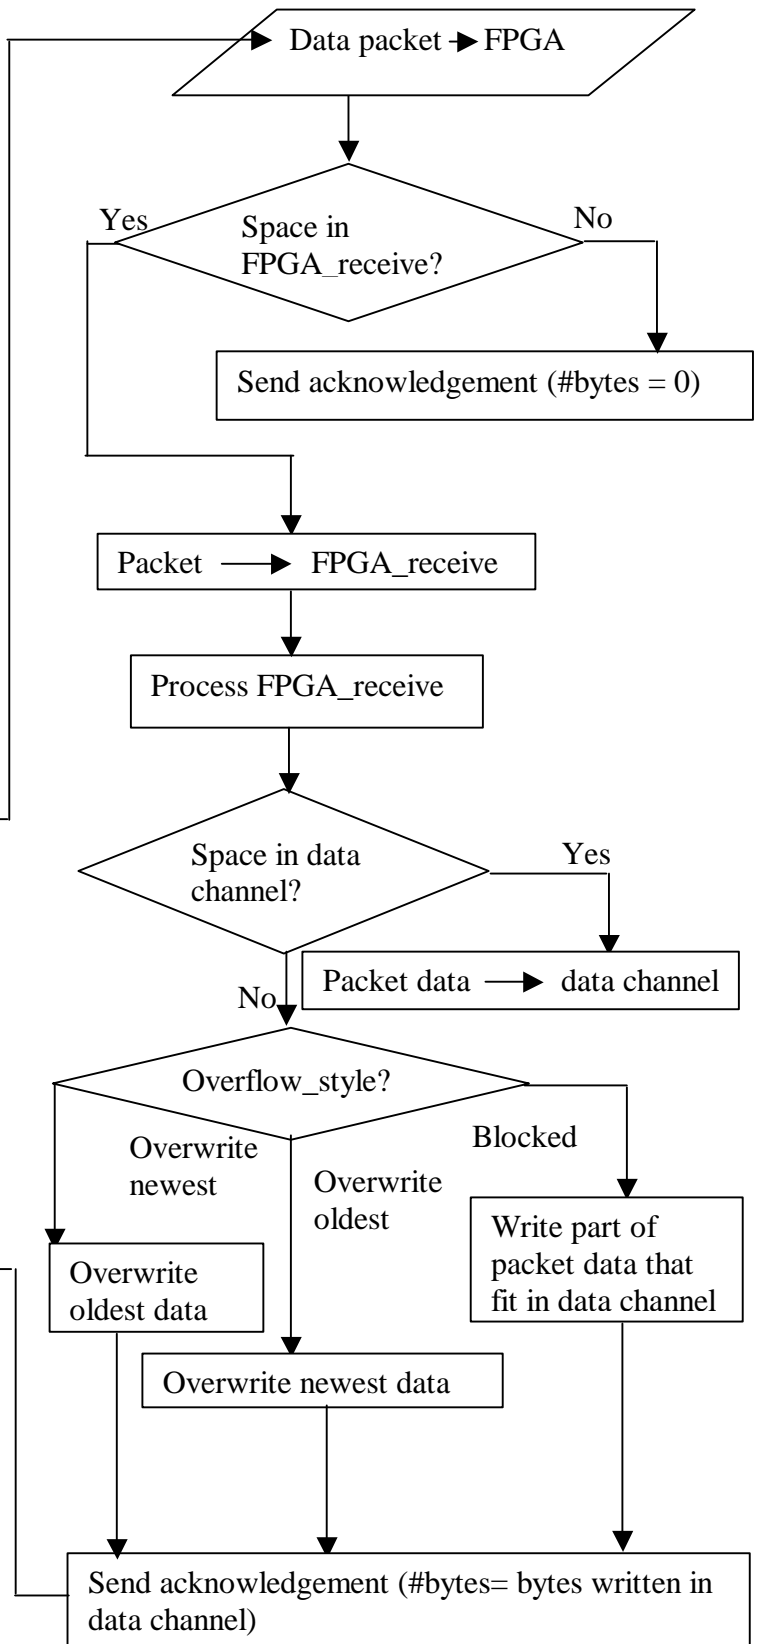 Data packet FPGA
Yes
No
Space in
FPGA_receive?
Send acknowledgement (#bytes = 0)
Packet FPGA_receive
Process FPGA_receive
Space in data
channel?
Yes
Packet data data channel
No
Overflow_style?
Overwrite
newest
Overwrite
oldest
Blocked
Overwrite
oldest data
Write part of
packet data that
fit in data channel
Overwrite newest data
Send acknowledgement (#bytes= bytes written in
data channel)